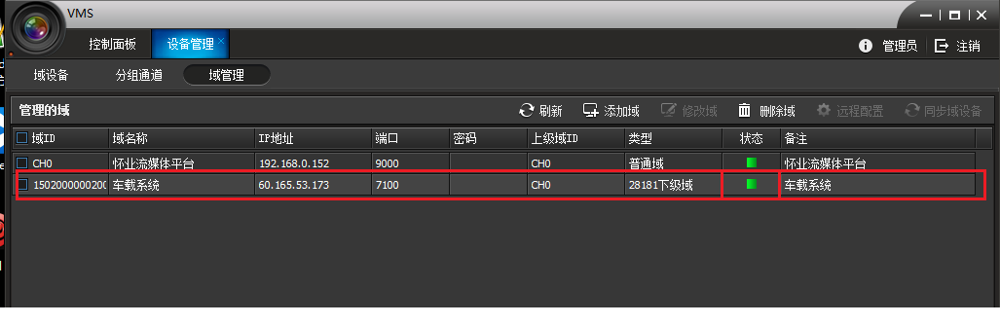 VMS
控制面板 设备管理 管理员 注销
域设备 分组通道 域管理
管理的域 刷新 添加域 修改域 删除域 远程配置 同步域设备
域ID 域名称 IP地址 端口 密码 上级域ID 类型 状态 备注
CH0 怀业流媒体平台 192.168.0.152 9000 CH0 普通域 怀业流媒体平台
1502000000200 车载系统 60.165.53.173 7100 CH0 28181下级域 车载系统